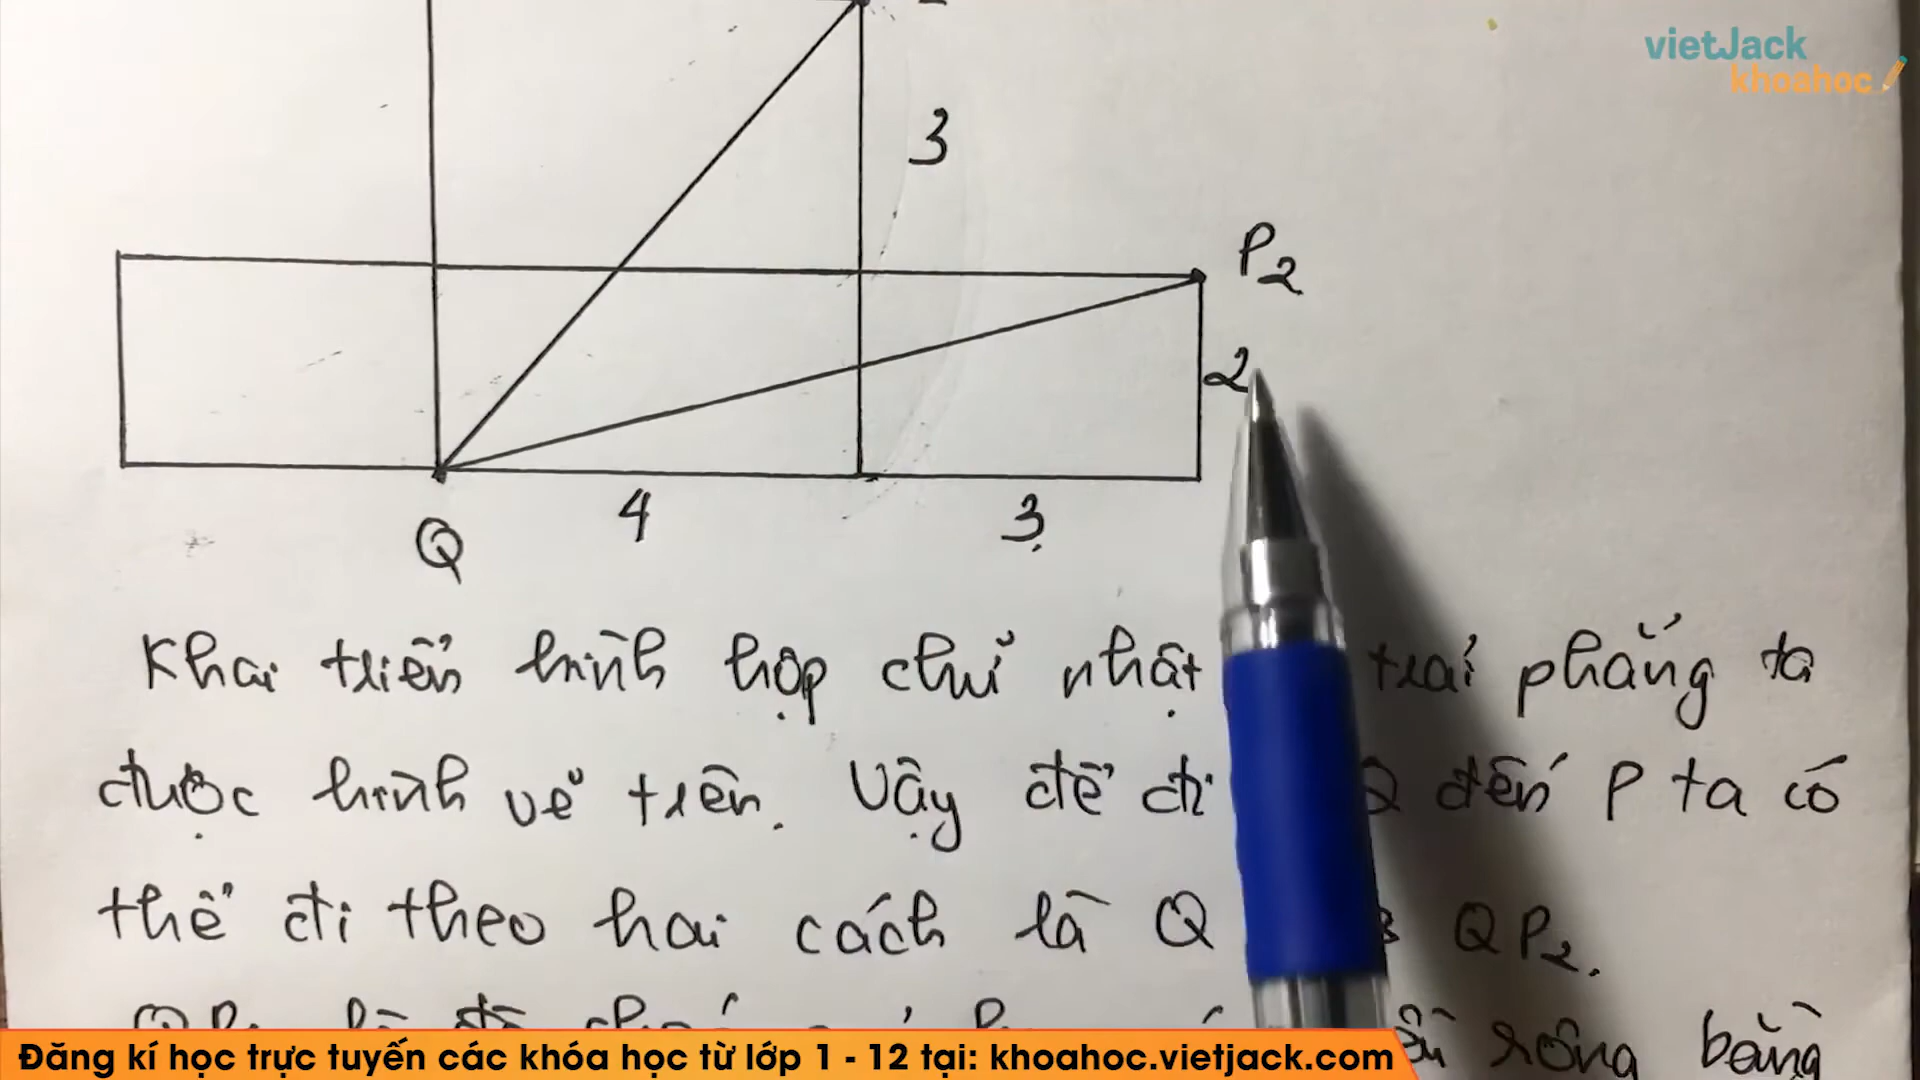 vietJack
khoahoc
3
P2
2
4
3
Q
Khai triển hình hộp chữ nhật trải phẳng ta
được hình vẽ trên. Vậy để đi Q đến P ta có
thể đi theo hai cách là Q QP2.
rộng bằng
Đăng kí học trực tuyến các khóa học từ lớp 1 - 12 tại: khoahoc.vietjack.com